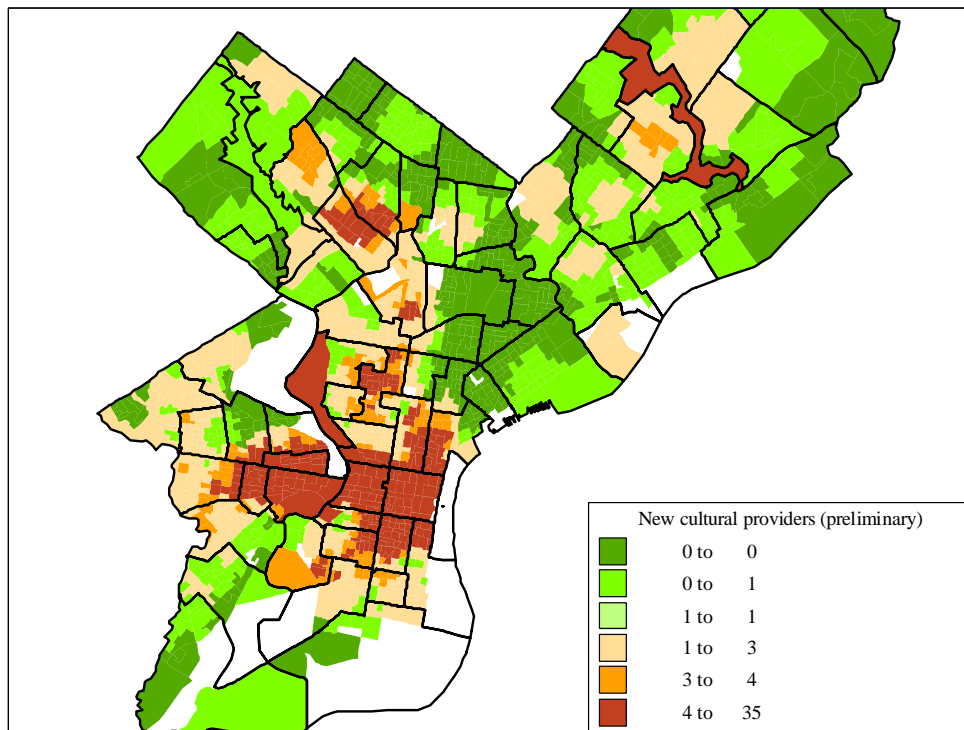 New cultural providers (preliminary)
0 to 0
0 to 1
1 to 1
1 to 3
3 to 4
4 to 35